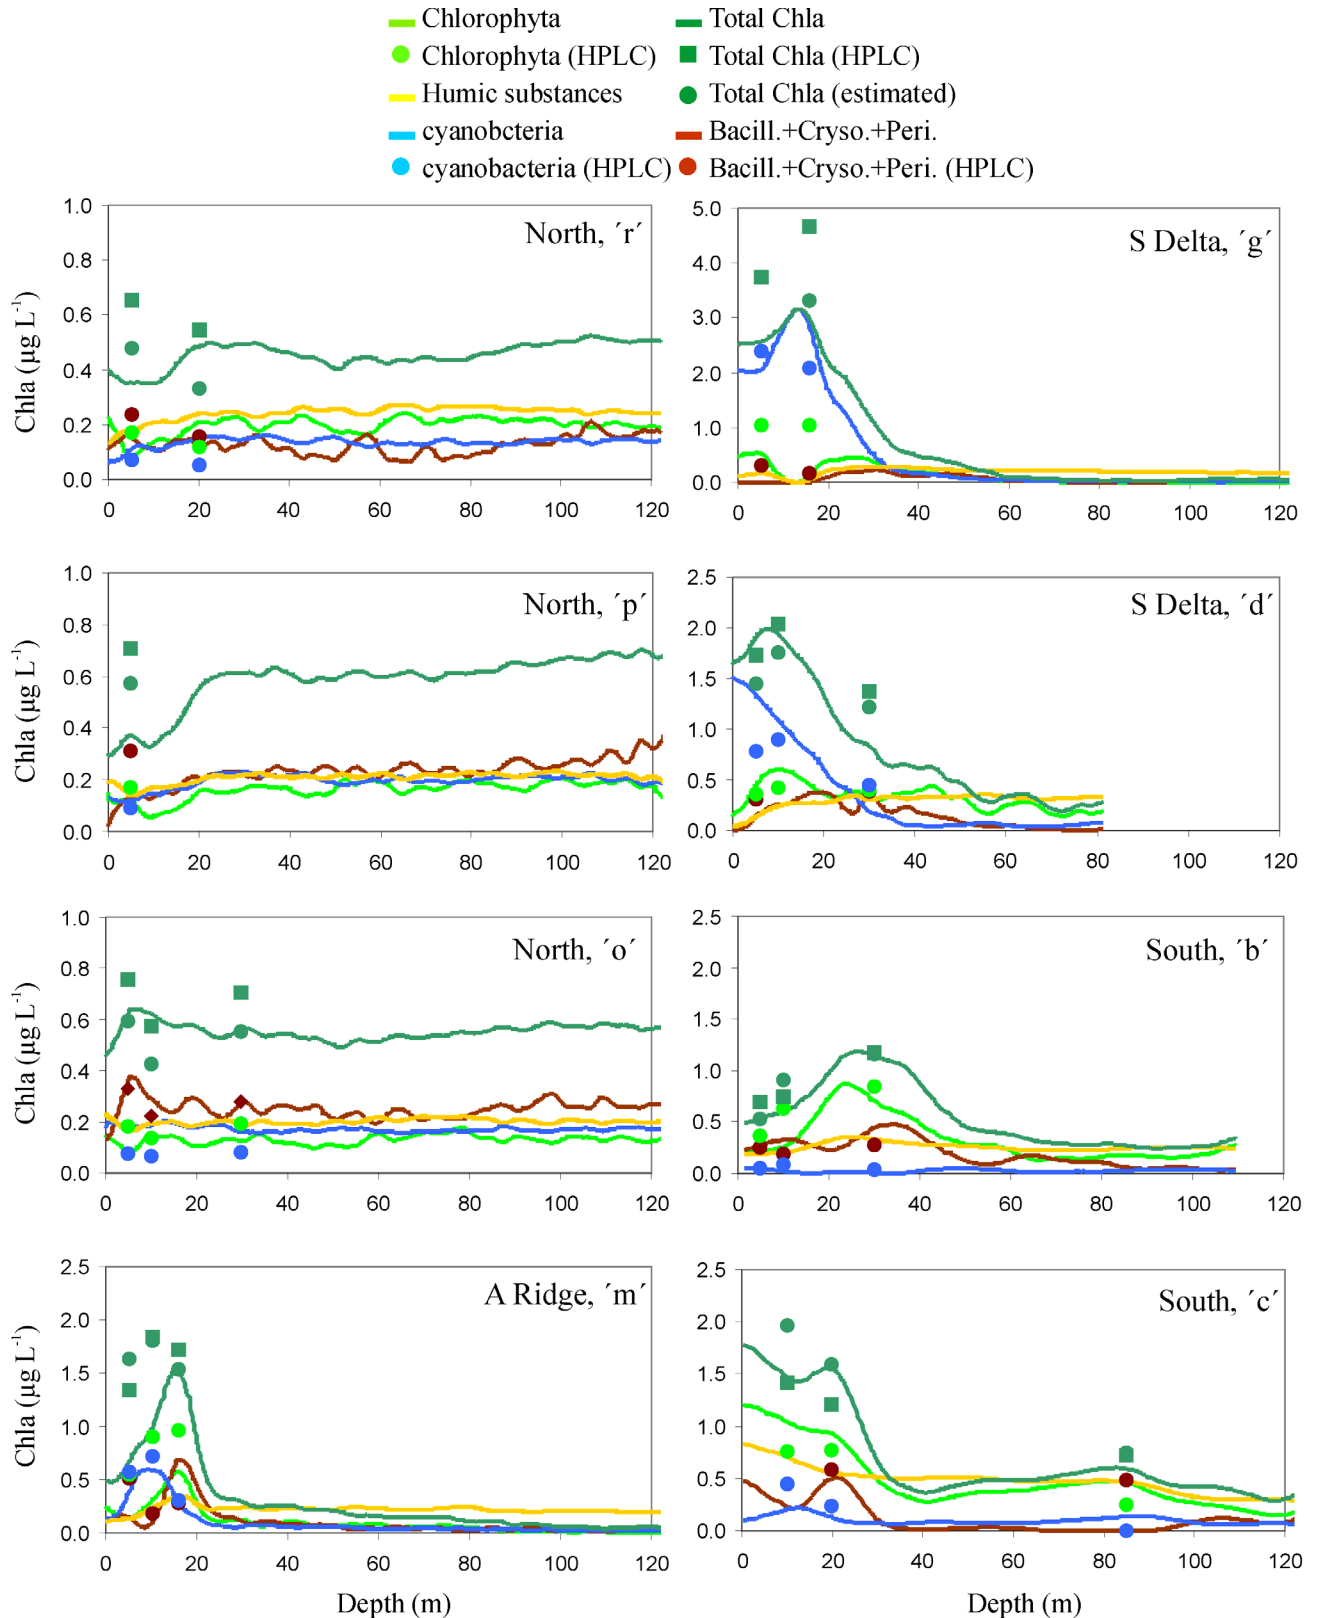 Chlorophyta
Total Chla
Chlorophyta (HPLC)
Total Chla (HPLC)
Humic substances
Total Chla (estimated)
cyanobcteria
Bacill.+Cryso.+Peri.
cyanobacteria (HPLC)
Bacill.+Cryso.+Peri. (HPLC)
North, ´r´
Chla (µg L-1)
1.0
0.8
0.6
0.4
0.2
0.0
0 20 40 60 80 100 120
S Delta, ´g´
5.0
4.0
3.0
2.0
1.0
0.0
0 20 40 60 80 100 120
North, ´p´
Chla (µg L-1)
1.0
0.8
0.6
0.4
0.2
0.0
0 20 40 60 80 100 120
S Delta, ´d´
2.5
2.0
1.5
1.0
0.5
0.0
0 20 40 60 80 100 120
North, ´o´
Chla (µg L-1)
1.0
0.8
0.6
0.4
0.2
0.0
0 20 40 60 80 100 120
South, ´b´
2.5
2.0
1.5
1.0
0.5
0.0
0 20 40 60 80 100 120
A Ridge, ´m´
Chla (µg L-1)
2.5
2.0
1.5
1.0
0.5
0.0
0 20 40 60 80 100 120
Depth (m)
South, ´c´
2.5
2.0
1.5
1.0
0.5
0.0
0 20 40 60 80 100 120
Depth (m)